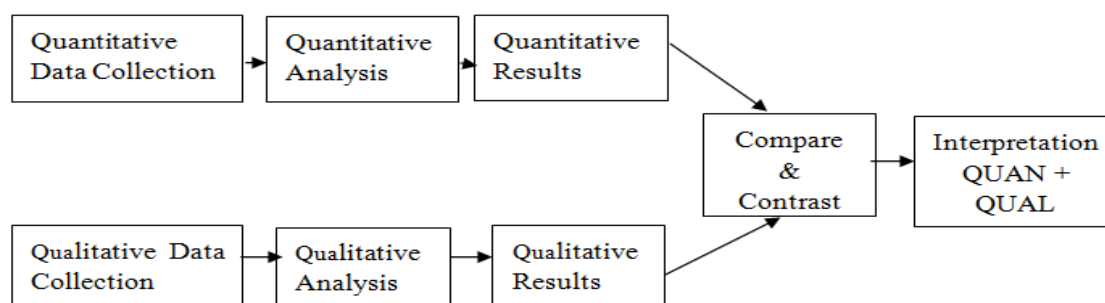 Quantitative
Data Collection
Quantitative
Analysis
Quantitative
Results
Compare
&
Contrast
Interpretation
QUAN +
QUAL
Qualitative Data
Collection
Qualitative
Analysis
Qualitative
Results